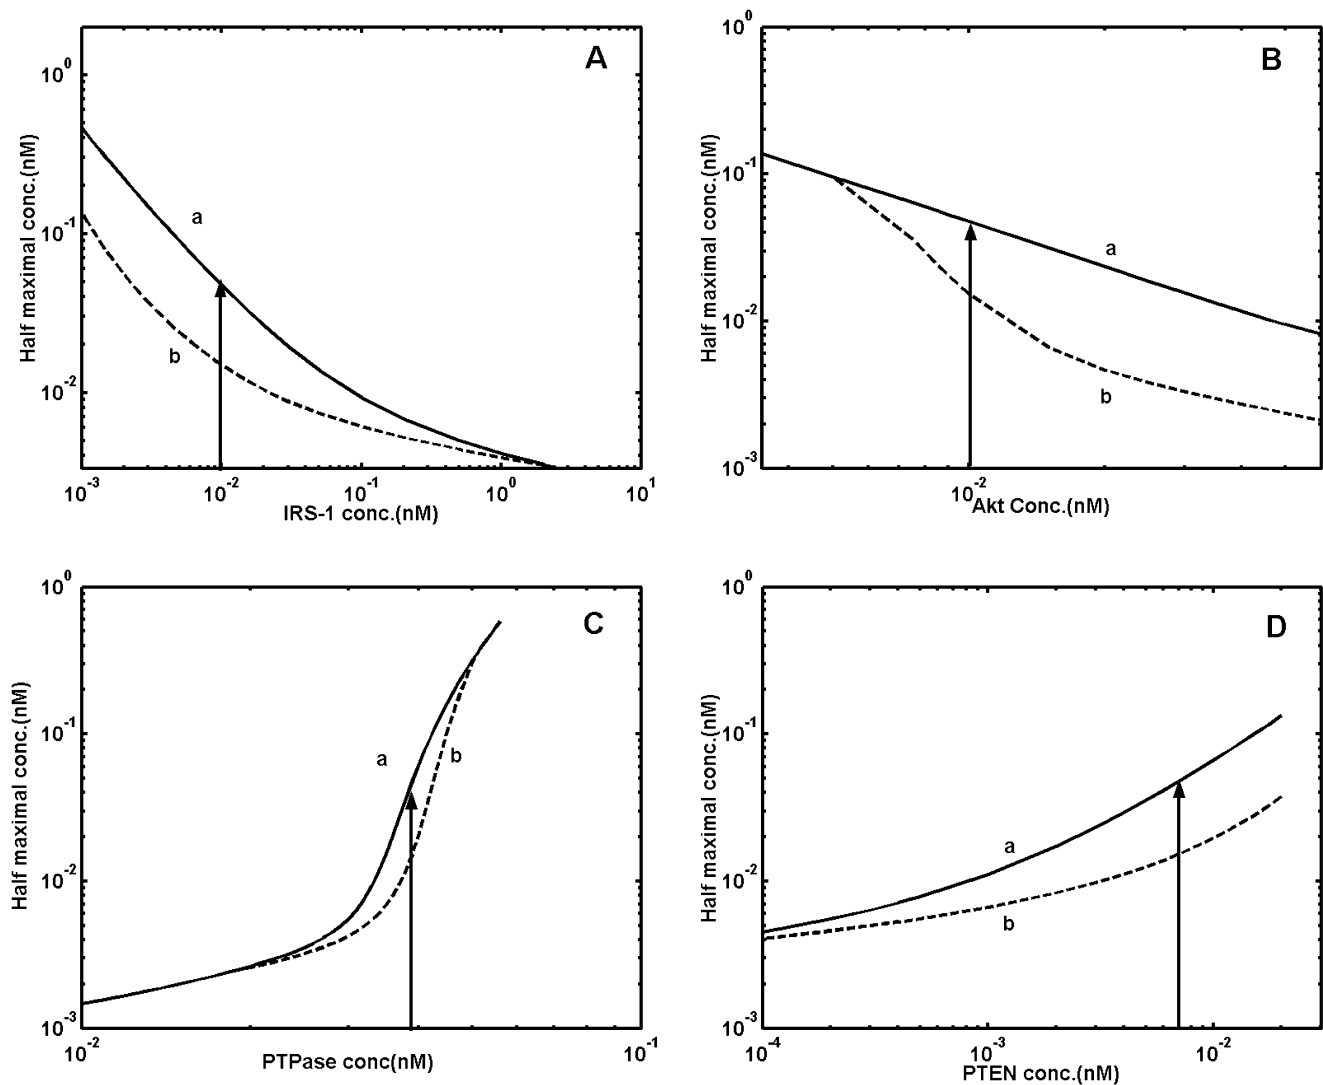 A
Half maximal conc.(nM)
10^0
10^-1
10^-2
a
b
10^-3
10^-2
10^-1
10^0
10^1
IRS-1 conc.(nM)
B
Half maximal conc.(nM)
10^0
10^-1
10^-2
10^-3
a
b
10^-2
Akt Conc.(nM)
C
Half maximal conc.(nM)
10^0
10^-1
10^-2
10^-3
a
b
10^-2
10^-1
PTPase conc(nM)
D
Half maximal conc.(nM)
10^0
10^-1
10^-2
10^-3
a
b
10^-4
10^-3
10^-2
PTEN conc.(nM)